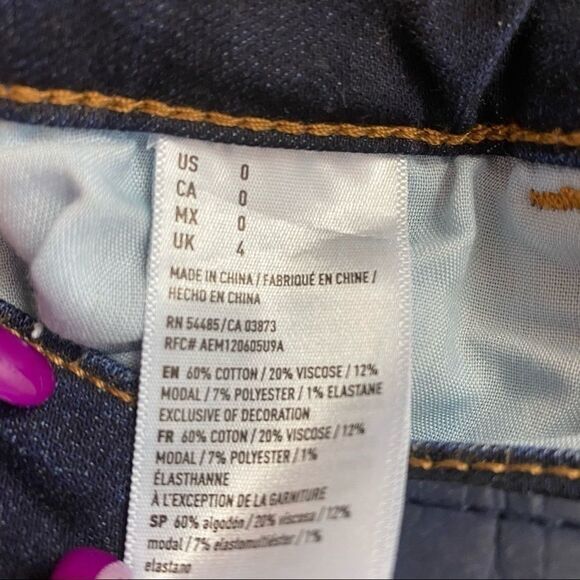 US 0
CA 0
MX 0
UK 4
MADE IN CHINA / FABRIQUÉ EN CHINE /
HECHO EN CHINA
RN 54485/CA 03873
RFC# AEM120605U9A
EN 60% COTTON / 20% VISCOSE / 12%
MODAL / 7% POLYESTER / 1% ELASTANE
EXCLUSIVE OF DECORATION
FR 60% COTON / 20% VISCOSE / 12%
MODAL / 7% POLYESTER / 1%
ÉLASTHANNE
À L'EXCEPTION DE LA GARNITURE
SP 60% algodón / 20% viscosa / 12%
modal / 7% elastomultiéster / 1%
elastano